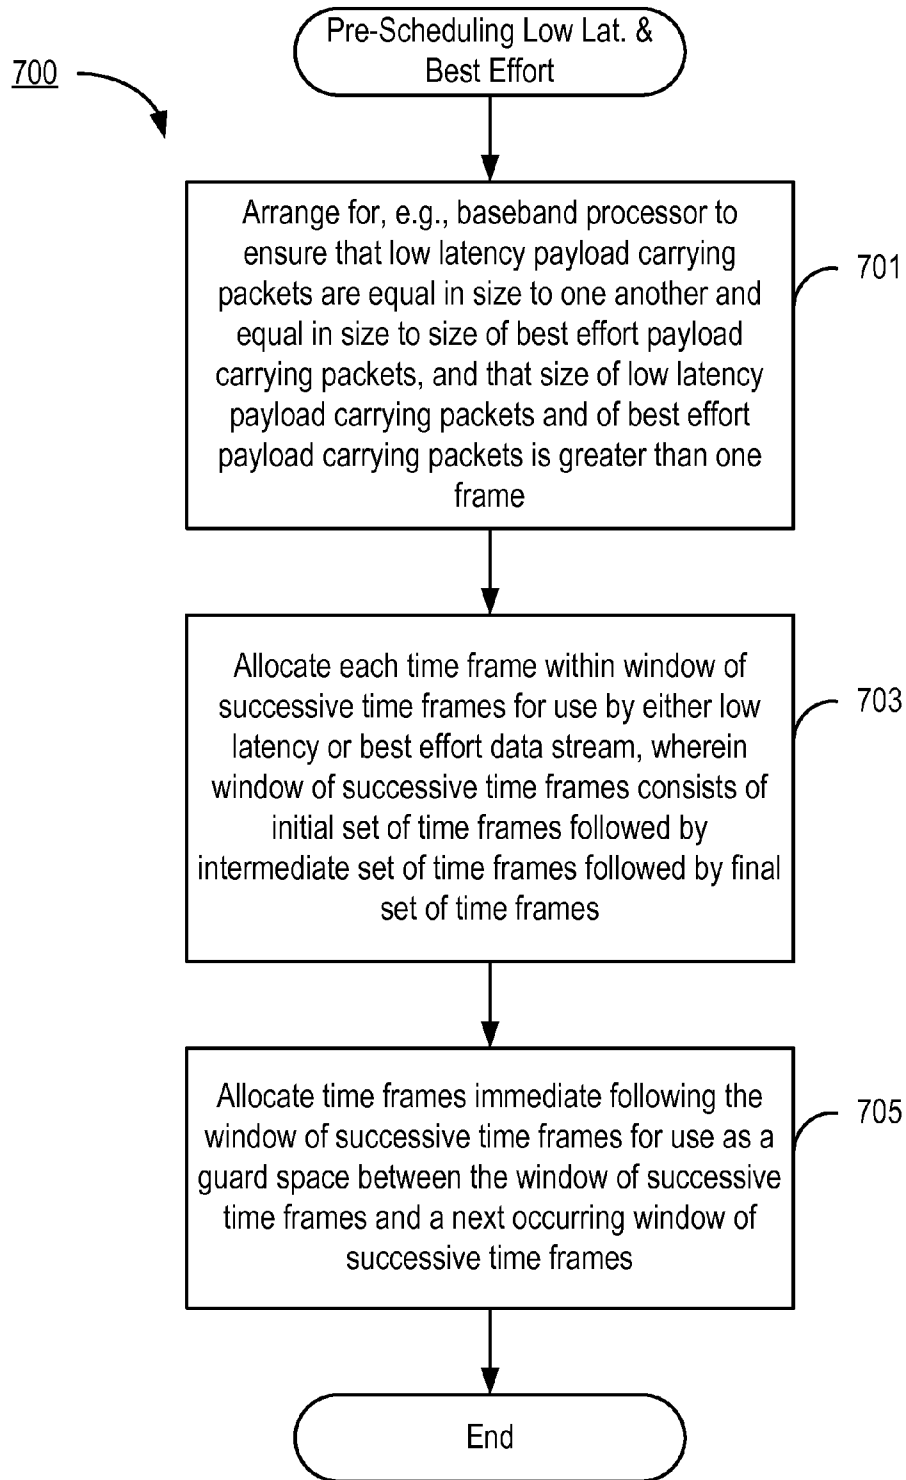 Pre-Scheduling Low Lat. &
Best Effort
700
Arrange for, e.g., baseband processor to
ensure that low latency payload carrying
packets are equal in size to one another and
equal in size to size of best effort payload
carrying packets, and that size of low latency
payload carrying packets and of best effort
payload carrying packets is greater than one
frame
701
Allocate each time frame within window of
successive time frames for use by either low
latency or best effort data stream, wherein
window of successive time frames consists of
initial set of time frames followed by
intermediate set of time frames followed by final
set of time frames
703
Allocate time frames immediate following the
window of successive time frames for use as a
guard space between the window of successive
time frames and a next occurring window of
successive time frames
705
End